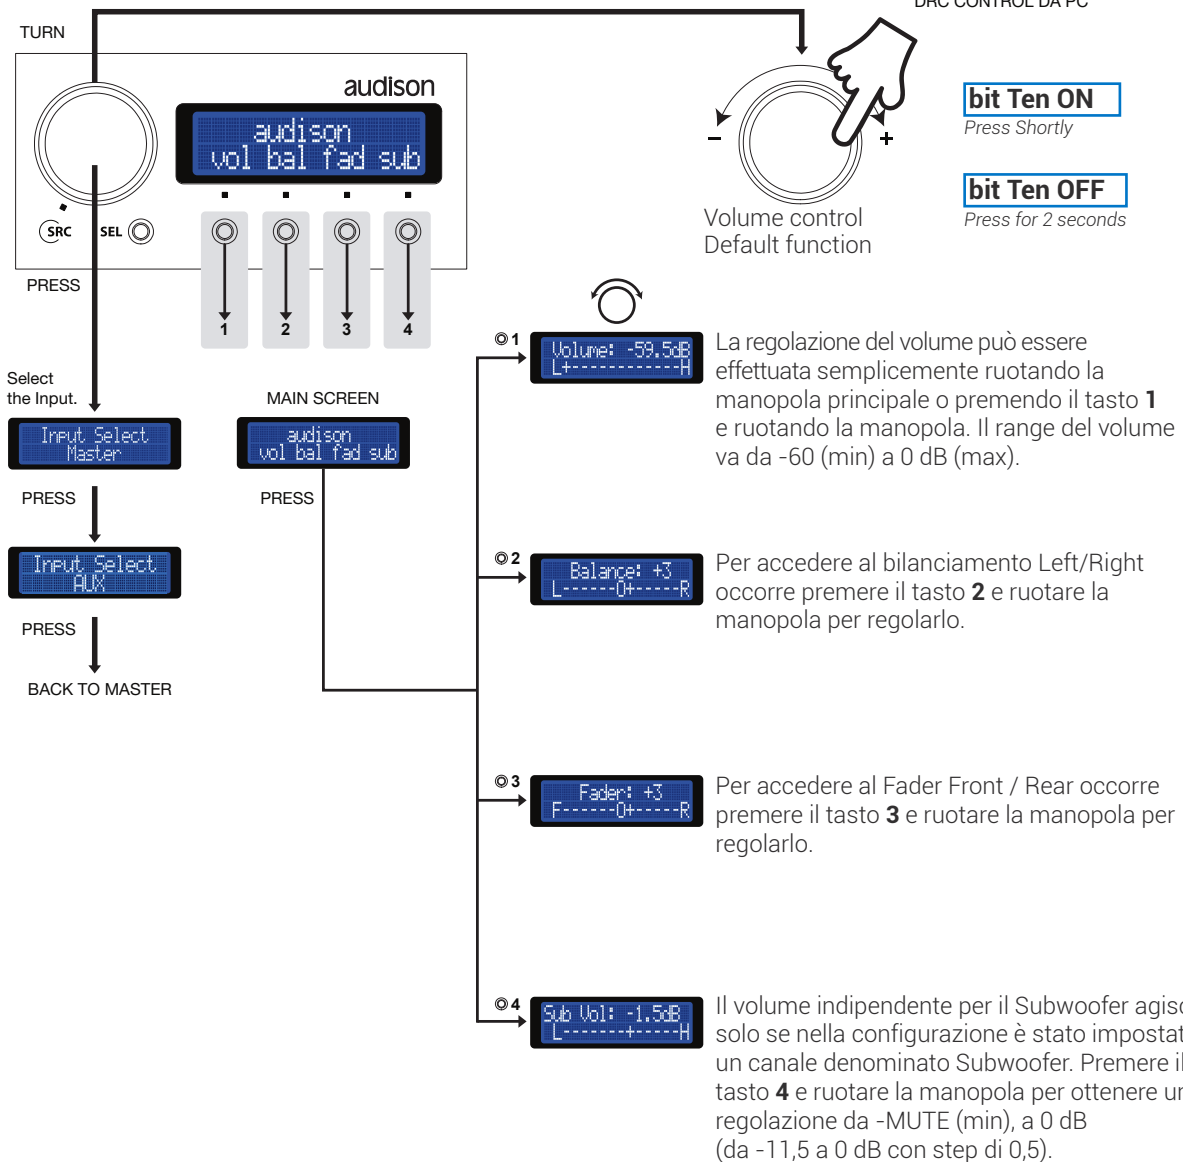 DRC CONTROL DA PC
TURN
audison
audison
vol bal fad sub
SRC
SEL
1
2
3
4
PRESS
-
+
Volume control
Default function
bit Ten ON
Press Shortly
bit Ten OFF
Press for 2 seconds
Select
the Input.
Input Select
Master
PRESS
Input Select
AUX
PRESS
BACK TO MASTER
MAIN SCREEN
audison
vol bal fad sub
PRESS
1
Volume: -59.5dB
L+------------H
La regolazione del volume può essere
effettuata semplicemente ruotando la
manopola principale o premendo il tasto 1
e ruotando la manopola. Il range del volume
va da -60 (min) a 0 dB (max).
2
Balance: +3
L------0+-----R
Per accedere al bilanciamento Left/Right
occorre premere il tasto 2 e ruotare la
manopola per regolarlo.
3
Fader: +3
F------0+-----R
Per accedere al Fader Front / Rear occorre
premere il tasto 3 e ruotare la manopola per
regolarlo.
4
Sub Vol: -1.5dB
L-------+-----H
Il volume indipendente per il Subwoofer agisc
solo se nella configurazione è stato impostat
un canale denominato Subwoofer. Premere il
tasto 4 e ruotare la manopola per ottenere un
regolazione da -MUTE (min), a 0 dB
(da -11,5 a 0 dB con step di 0,5).